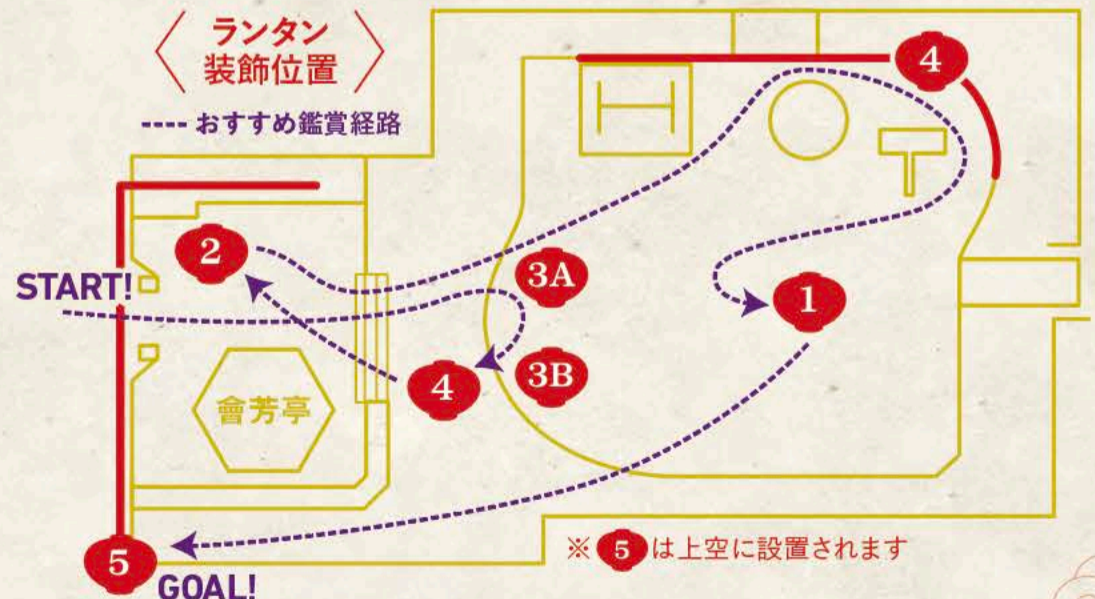 ランタン
装飾位置
おすすめ鑑賞経路
4
2
3A
START!
1
3B
4
會芳亭
※5は上空に設置されます
5
GOAL!